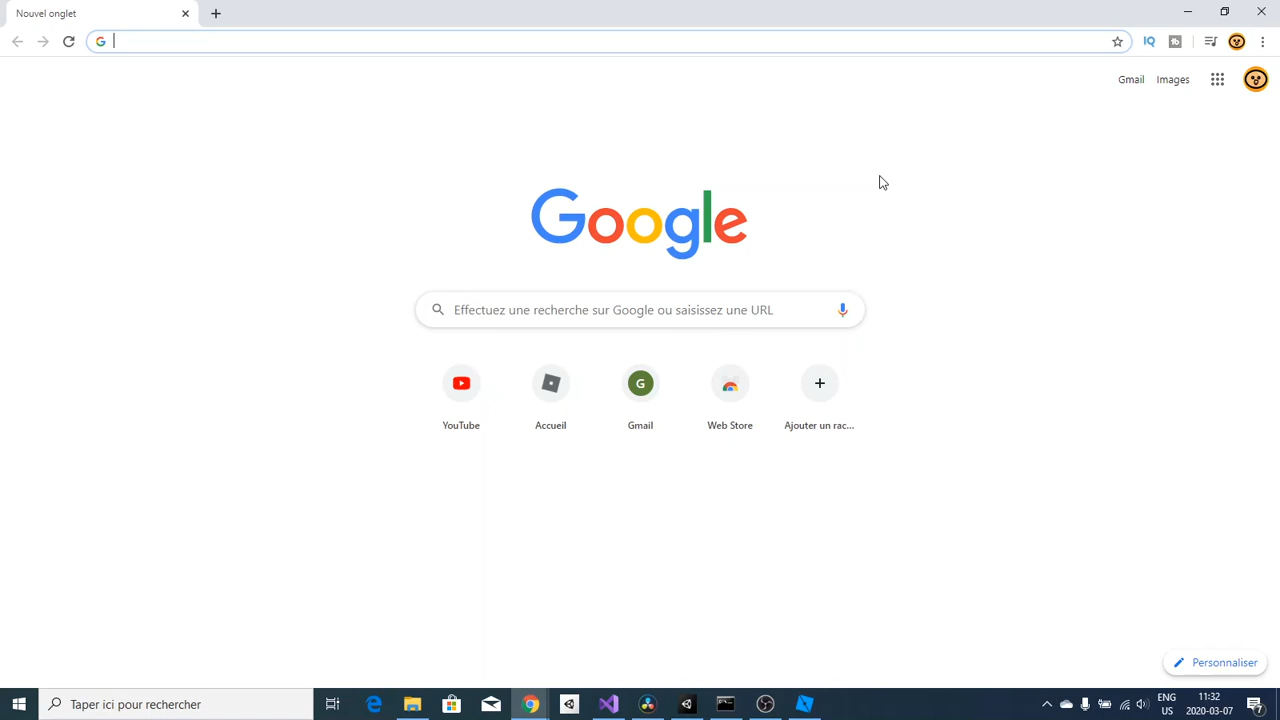 Nouvel onglet
Gmail Images
Google
Effectuez une recherche sur Google ou saisissez une URL
G
YouTube Accueil Gmail Web Store Ajouter un rac...
Personnaliser
Taper ici pour rechercher
ENG
US
11:32
2020-03-07
7